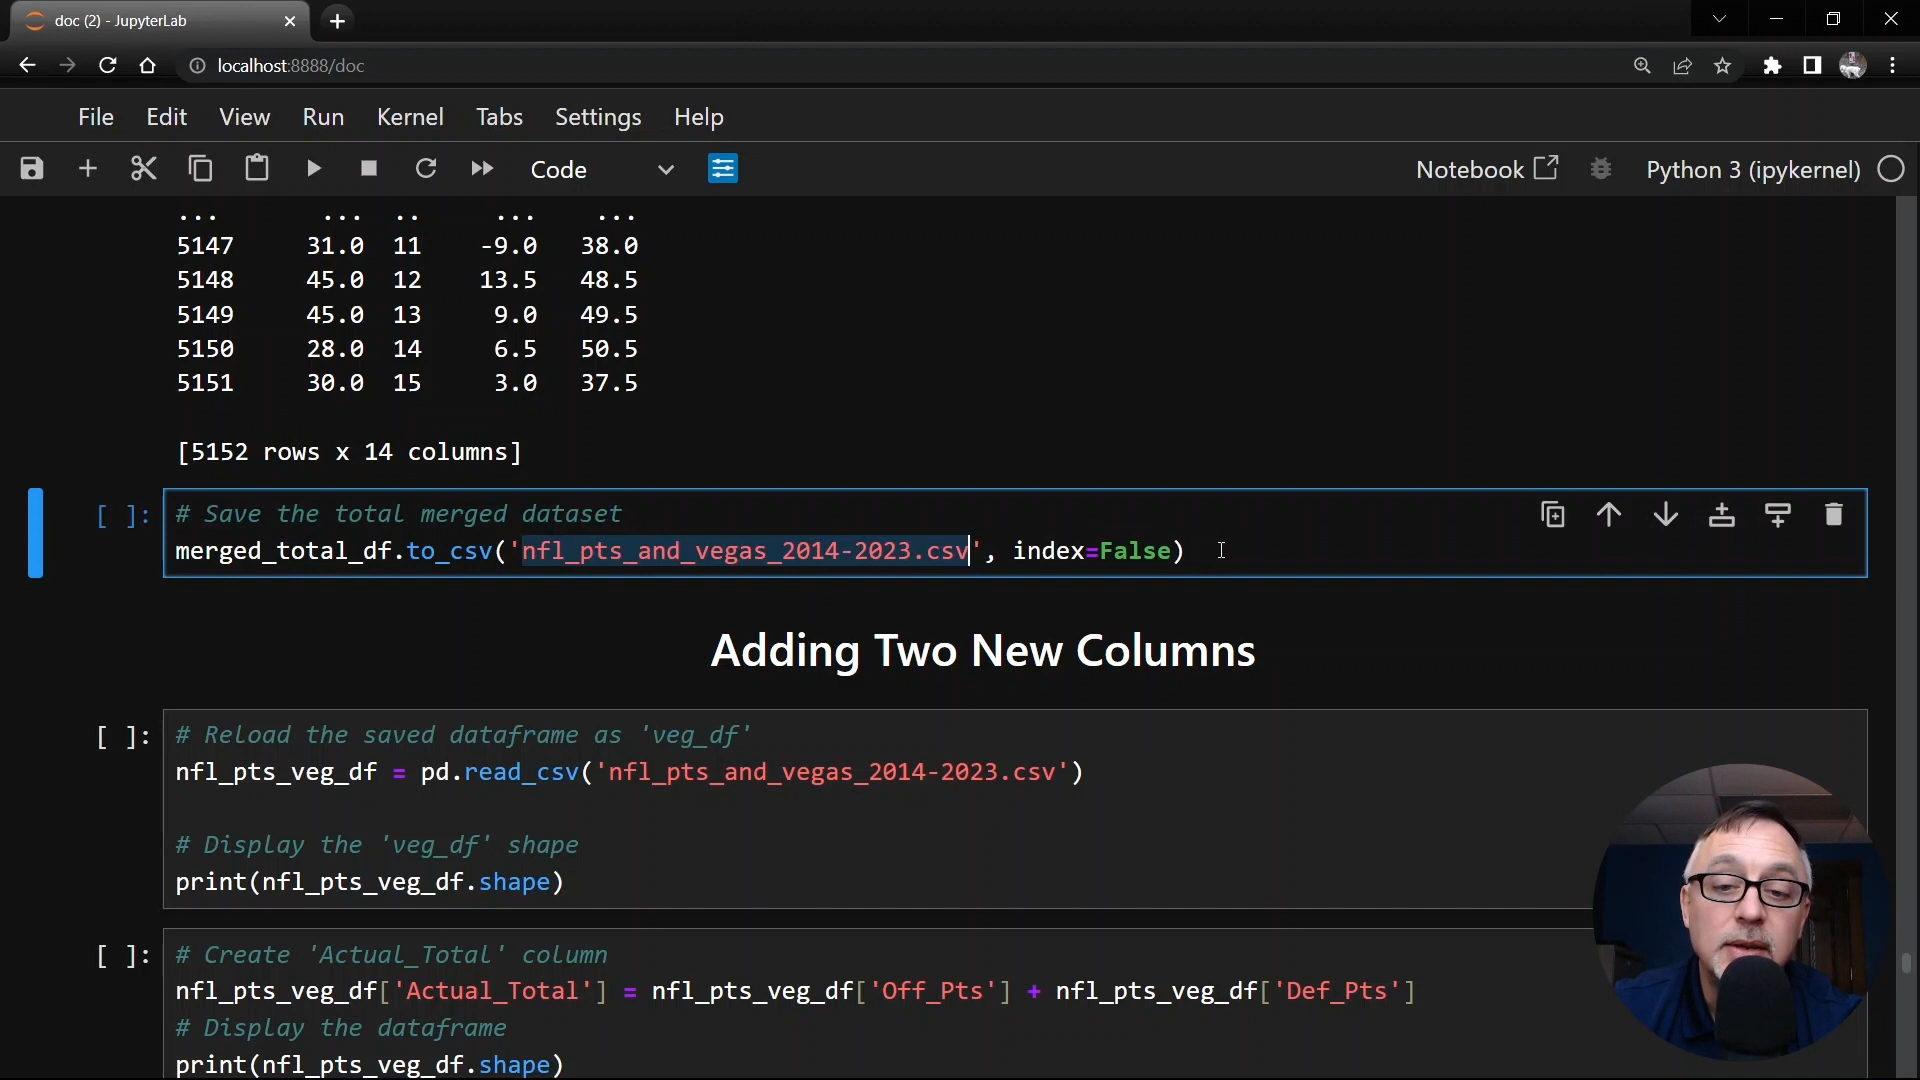 doc (2) - JupyterLab
localhost:8888/doc
File Edit View Run Kernel Tabs Settings Help
Code Notebook Python 3 (ipykernel)
... ... .. ... ...
5147 31.0 11 -9.0 38.0
5148 45.0 12 13.5 48.5
5149 45.0 13 9.0 49.5
5150 28.0 14 6.5 50.5
5151 30.0 15 3.0 37.5
[5152 rows x 14 columns]
[ ]: # Save the total merged dataset
merged_total_df.to_csv('nfl_pts_and_vegas_2014-2023.csv', index=False)
Adding Two New Columns
[ ]: # Reload the saved dataframe as 'veg_df'
nfl_pts_veg_df = pd.read_csv('nfl_pts_and_vegas_2014-2023.csv')
# Display the 'veg_df' shape
print(nfl_pts_veg_df.shape)
[ ]: # Create 'Actual_Total' column
nfl_pts_veg_df['Actual_Total'] = nfl_pts_veg_df['Off_Pts'] + nfl_pts_veg_df['Def_Pts']
# Display the dataframe
print(nfl_pts_veg_df.shape)